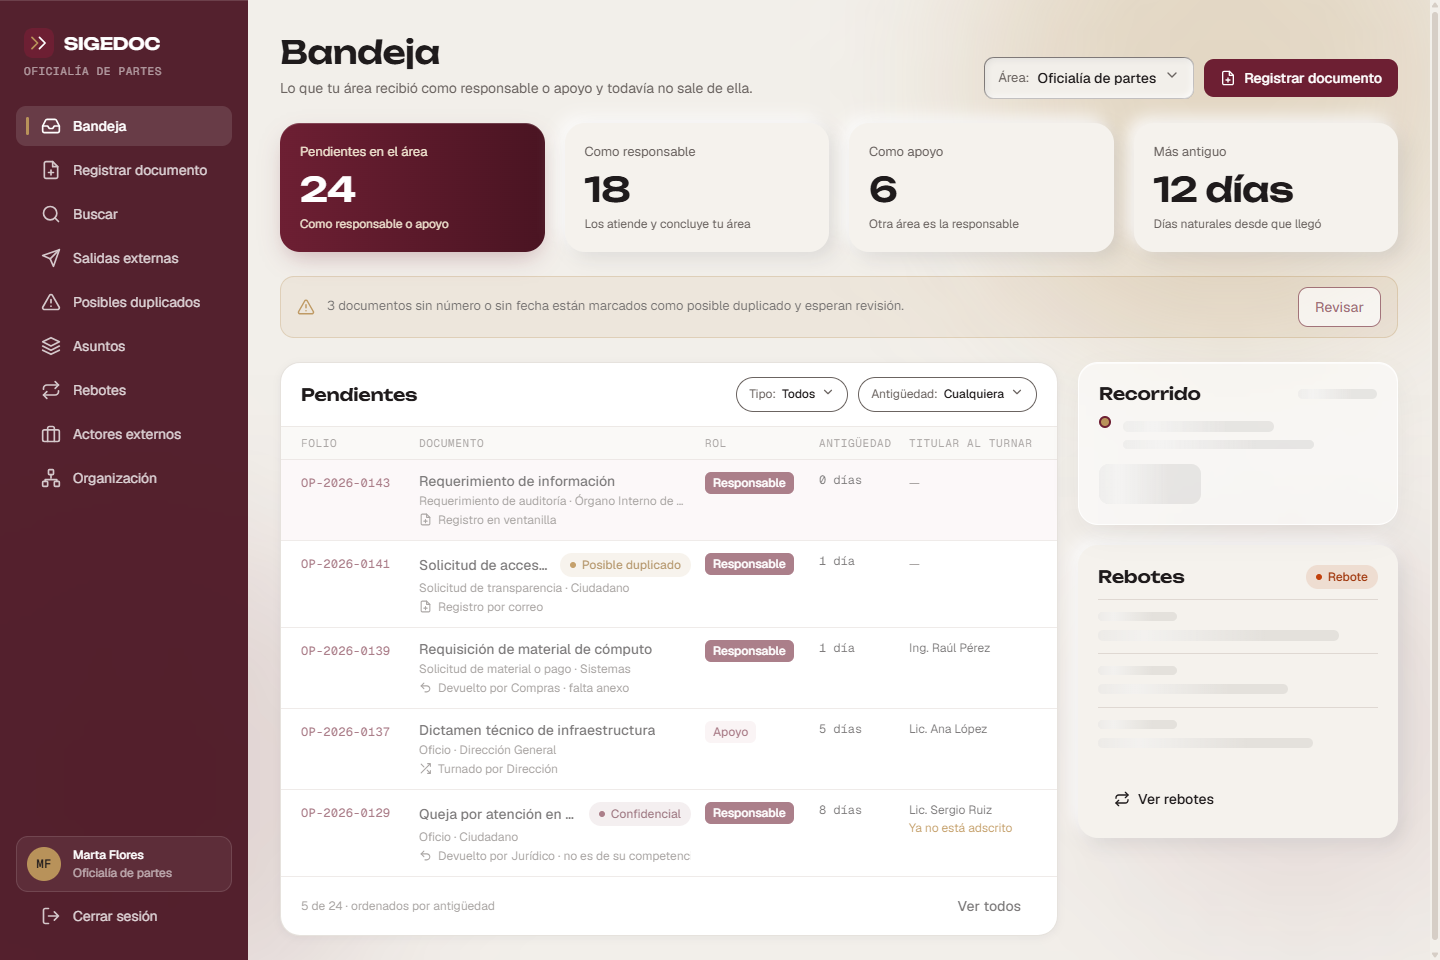 SIGEDOC
OFICIALÍA DE PARTES
Bandeja
Registrar documento
Buscar
Salidas externas
Posibles duplicados
Asuntos
Rebotes
Actores externos
Organización
MF
Marta Flores
Oficialía de partes
Cerrar sesión
Bandeja
Lo que tu área recibió como responsable o apoyo y todavía no sale de ella.
Área: Oficialía de partes
Registrar documento
Pendientes en el área
24
Como responsable o apoyo
Como responsable
18
Los atiende y concluye tu área
Como apoyo
6
Otra área es la responsable
Más antiguo
12 días
Días naturales desde que llegó
3 documentos sin número o sin fecha están marcados como posible duplicado y esperan revisión.
Revisar
Pendientes
Tipo: Todos
Antigüedad: Cualquiera
FOLIO DOCUMENTO ROL ANTIGÜEDAD TITULAR AL TURNAR
OP-2026-0143 Requerimiento de información Responsable 0 días —
Requerimiento de auditoría · Órgano Interno de ...
Registro en ventanilla
OP-2026-0141 Solicitud de acces... Posible duplicado Responsable 1 día —
Solicitud de transparencia · Ciudadano
Registro por correo
OP-2026-0139 Requisición de material de cómputo Responsable 1 día Ing. Raúl Pérez
Solicitud de material o pago · Sistemas
Devuelto por Compras · falta anexo
OP-2026-0137 Dictamen técnico de infraestructura Apoyo 5 días Lic. Ana López
Oficio · Dirección General
Turnado por Dirección
OP-2026-0129 Queja por atención en ... Confidencial Responsable 8 días Lic. Sergio Ruiz
Ya no está adscrito
Oficio · Ciudadano
Devuelto por Jurídico · no es de su competenc
5 de 24 · ordenados por antigüedad
Ver todos
Recorrido
Rebotes
Rebote
Ver rebotes